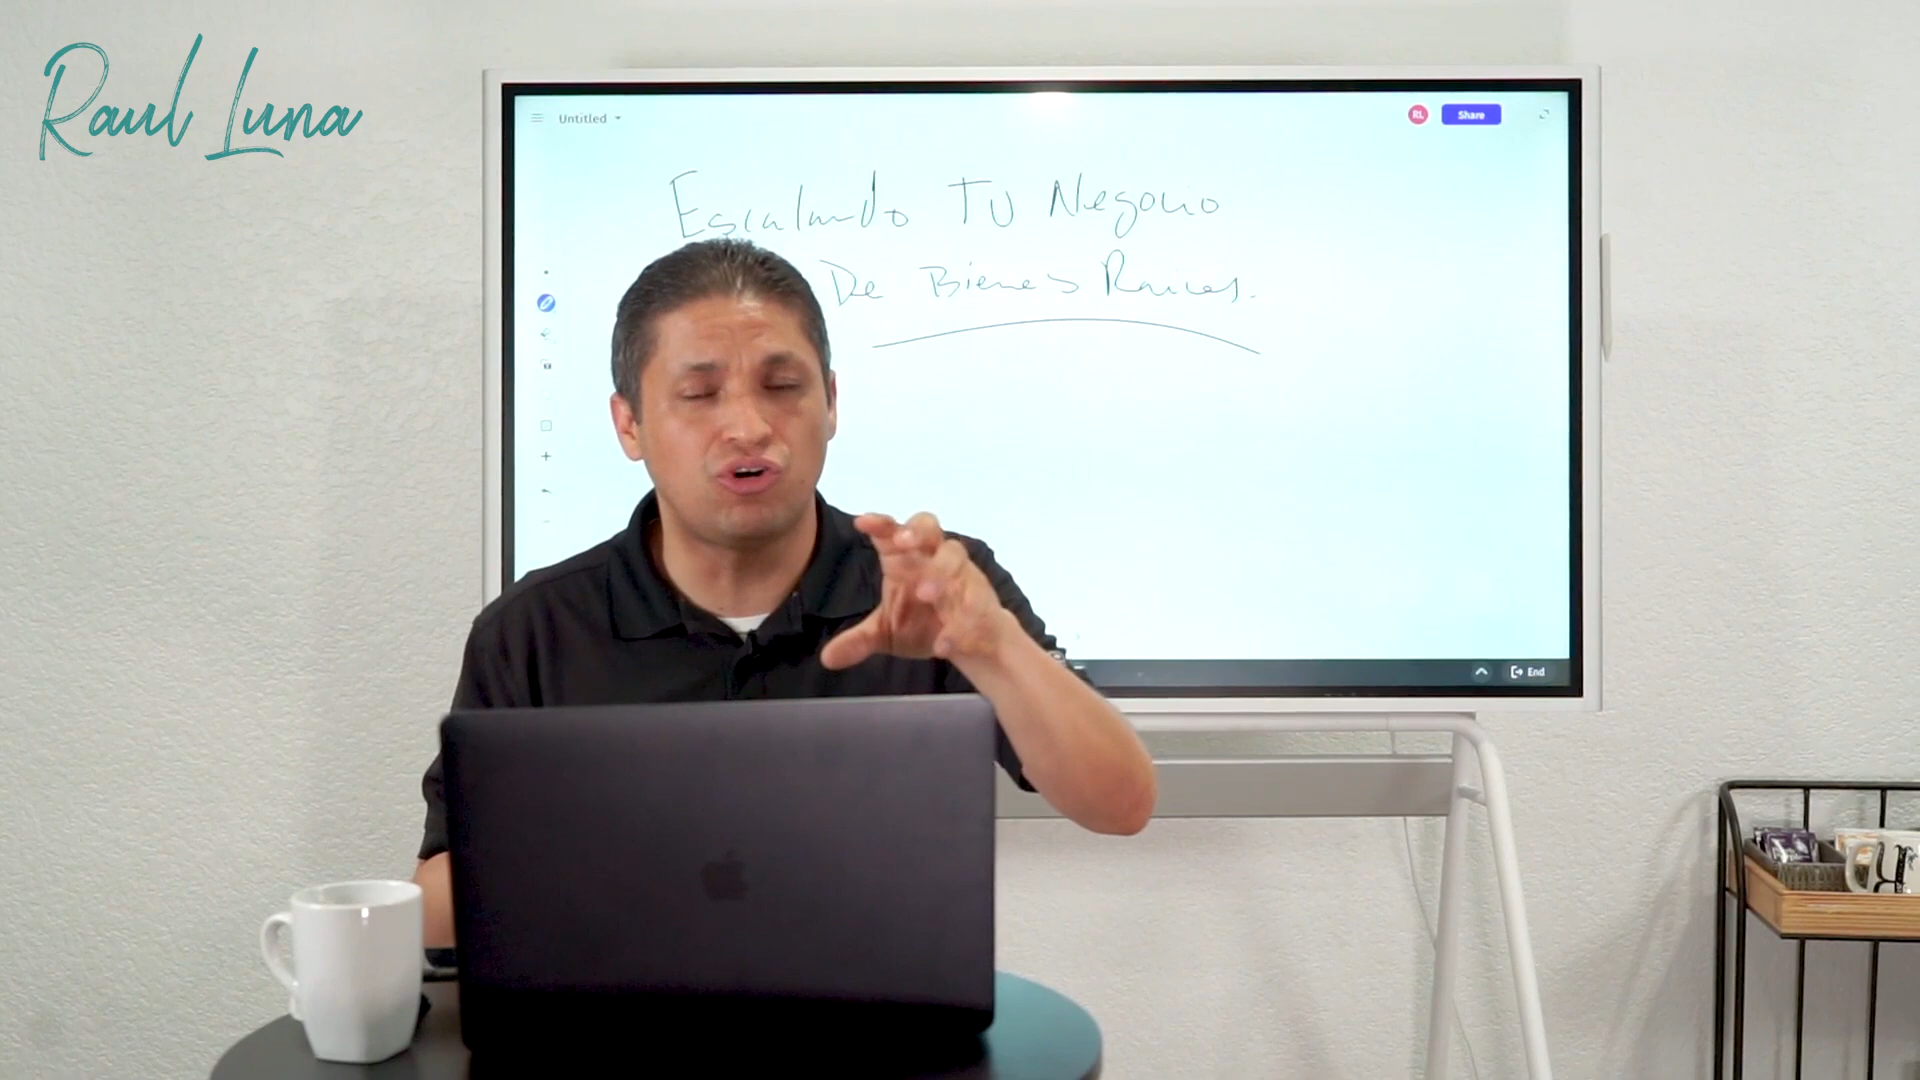 Raul Luna
Untitled
RL
Share
Escalando Tu Negocio
De Bienes Raices.
End